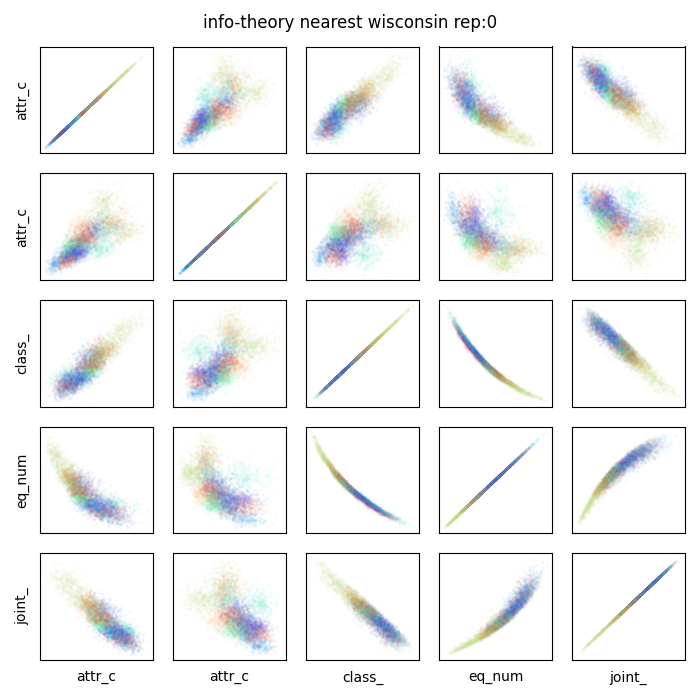 info-theory nearest wisconsin rep:0
attr_c
attr_c
class_
eq_num
joint_
attr_c attr_c class_ eq_num joint_